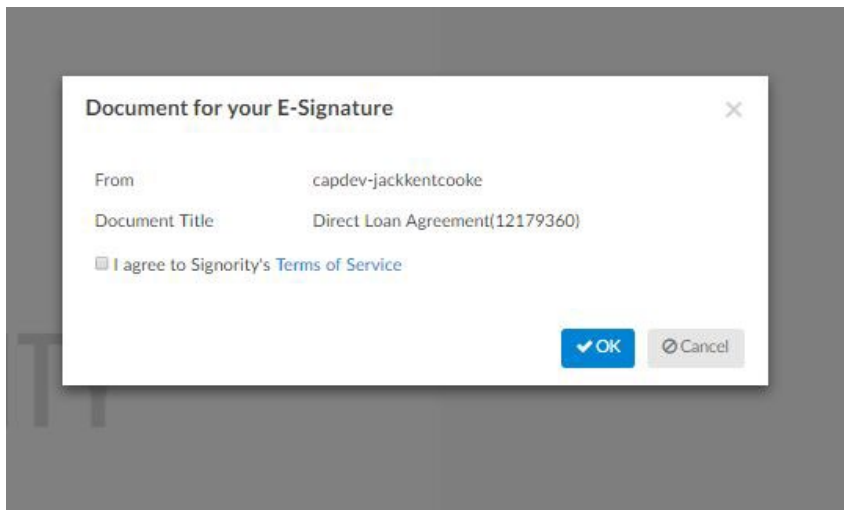 Document for your E-Signature
From capdev-jackkentcooke
Document Title Direct Loan Agreement(12179360)
I agree to Signority's Terms of Service
OK Cancel
ITY